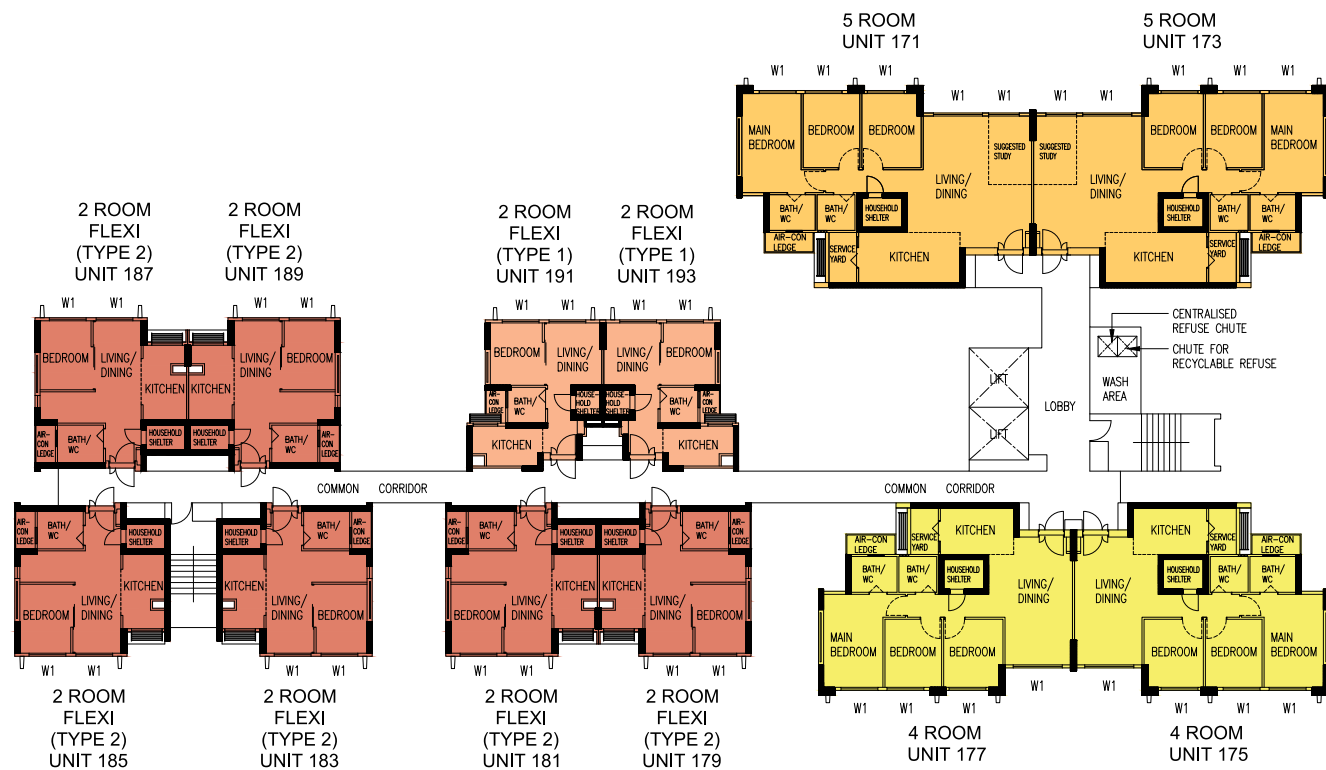 5 ROOM
UNIT 171
5 ROOM
UNIT 173
W1
W1
W1
W1
W1
W1
W1
W1
W1
W1
MAIN
BEDROOM
BEDROOM
BEDROOM
SUGGESTED
STUDY
SUGGESTED
STUDY
BEDROOM
BEDROOM
MAIN
BEDROOM
LIVING/
DINING
LIVING/
DINING
BATH/
WC
BATH/
WC
HOUSEHOLD
SHELTER
HOUSEHOLD
SHELTER
BATH/
WC
BATH/
WC
AIR-CON
LEDGE
SERVICE
YARD
KITCHEN
KITCHEN
SERVICE
YARD
AIR-CON
LEDGE
2 ROOM
FLEXI
(TYPE 2)
UNIT 187
2 ROOM
FLEXI
(TYPE 2)
UNIT 189
2 ROOM
FLEXI
(TYPE 1)
UNIT 191
2 ROOM
FLEXI
(TYPE 1)
UNIT 193
W1
W1
W1
W1
W1
W1
W1
W1
BEDROOM
LIVING/
DINING
KITCHEN
KITCHEN
LIVING/
DINING
BEDROOM
AIR-
CON
LEDGE
BATH/
WC
HOUSEHOLD
SHELTER
HOUSEHOLD
SHELTER
BATH/
WC
AIR-
CON
LEDGE
BEDROOM
LIVING/
DINING
LIVING/
DINING
BEDROOM
AIR-
CON
LEDGE
BATH/
WC
HOUSE-
HOLD
SHELTER
HOUSE-
HOLD
SHELTER
BATH/
WC
AIR-
CON
LEDGE
KITCHEN
KITCHEN
CENTRALISED
REFUSE CHUTE
CHUTE FOR
RECYCLABLE REFUSE
WASH
AREA
LIFT
LIFT
LOBBY
COMMON CORRIDOR
COMMON CORRIDOR
AIR-
CON
LEDGE
BATH/
WC
HOUSEHOLD
SHELTER
HOUSEHOLD
SHELTER
BATH/
WC
AIR-
CON
LEDGE
BEDROOM
LIVING/
DINING
KITCHEN
KITCHEN
LIVING/
DINING
BEDROOM
W1
W1
W1
W1
AIR-
CON
LEDGE
BATH/
WC
HOUSEHOLD
SHELTER
HOUSEHOLD
SHELTER
BATH/
WC
AIR-
CON
LEDGE
BEDROOM
LIVING/
DINING
KITCHEN
KITCHEN
LIVING/
DINING
BEDROOM
W1
W1
W1
W1
AIR-CON
LEDGE
SERVICE
YARD
KITCHEN
KITCHEN
SERVICE
YARD
AIR-CON
LEDGE
BATH/
WC
BATH/
WC
HOUSEHOLD
SHELTER
HOUSEHOLD
SHELTER
BATH/
WC
BATH/
WC
LIVING/
DINING
LIVING/
DINING
MAIN
BEDROOM
BEDROOM
BEDROOM
BEDROOM
BEDROOM
MAIN
BEDROOM
W1
W1
W1
W1
W1
W1
W1
W1
2 ROOM
FLEXI
(TYPE 2)
UNIT 185
2 ROOM
FLEXI
(TYPE 2)
UNIT 183
2 ROOM
FLEXI
(TYPE 2)
UNIT 181
2 ROOM
FLEXI
(TYPE 2)
UNIT 179
4 ROOM
UNIT 177
4 ROOM
UNIT 175